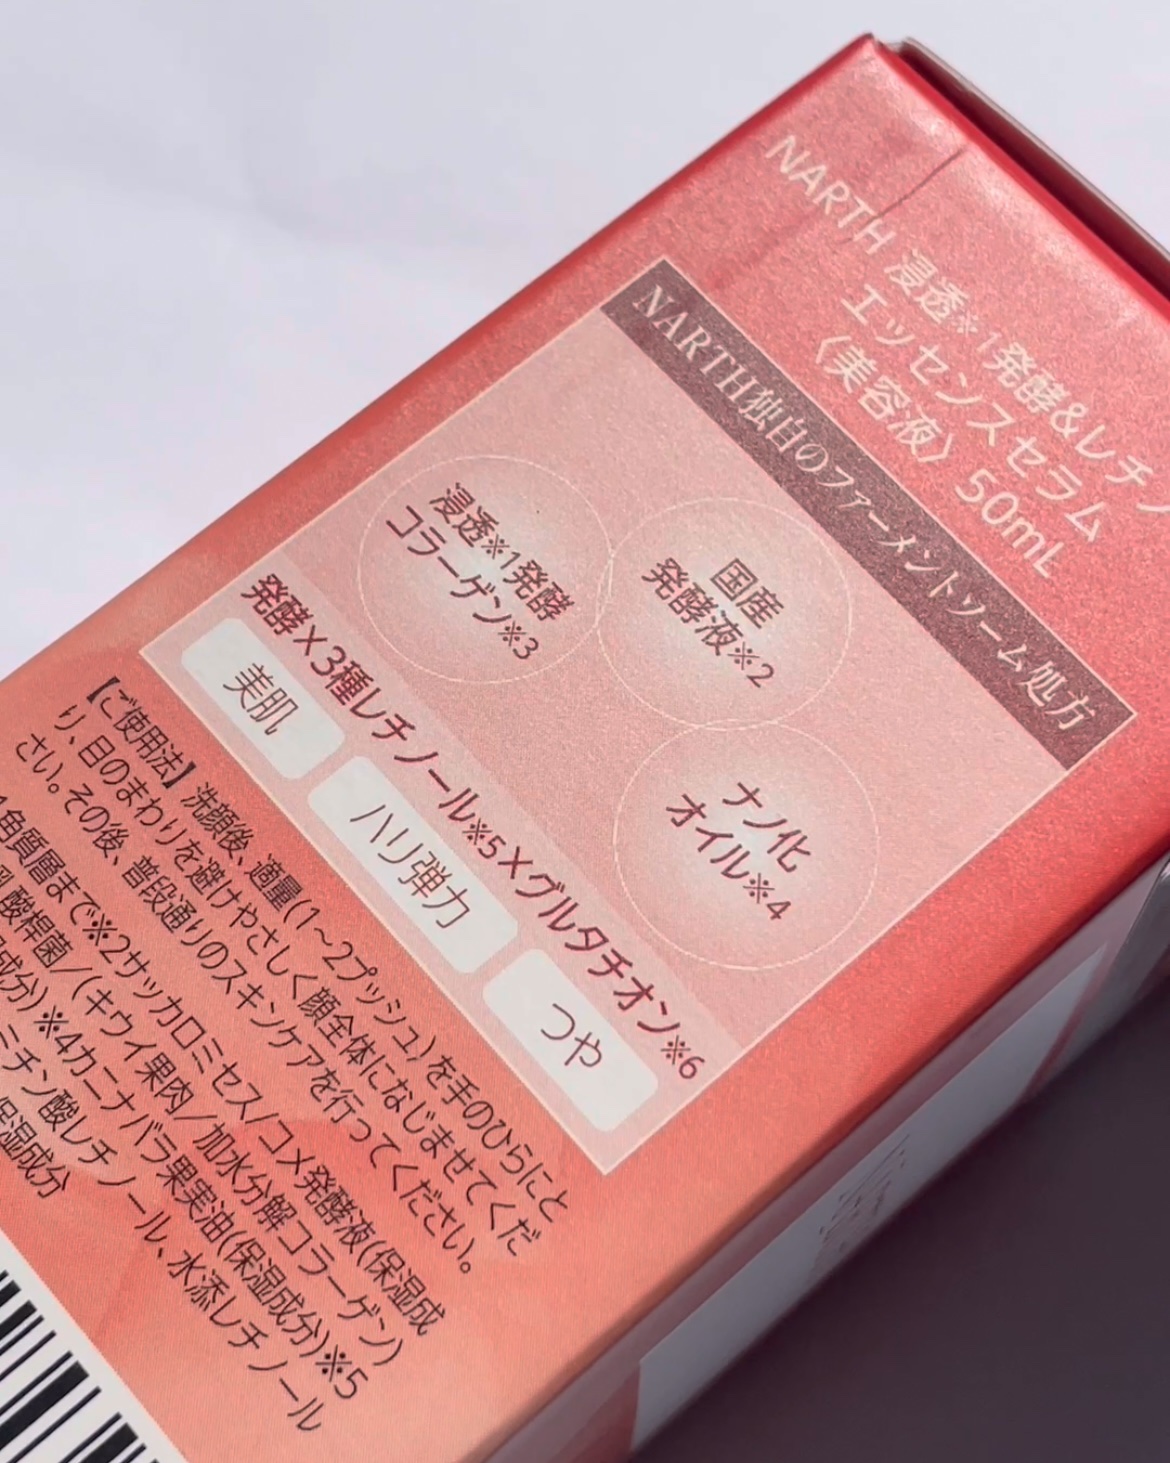 NARTH 浸透※1発酵&レチノ
エッセンスセラム
〈美容液〉 50mL
NARTH独自のファーメントソーム処方
浸透※1発酵
コラーゲン※3
国産
発酵液※2
ナノ化
オイル※4
発酵×3種レチノール※5×グルタチオン※6
美肌
ハリ弾力
つや
【ご使用法】洗顔後、適量(1~2プッシュ)を手のひらにと
り、目のまわりを避けやさしく顔全体になじませてくだ
さい。その後、普段通りのスキンケアを行ってください。
角質層まで※2サッカロミセス/コメ発酵液(保湿成
酸桿菌/(キウイ果肉/加水分解コラーゲン)
成分)※4カニナバラ果実油(保湿成分)※5
ミチン酸レチノール、水添レチノール
保湿成分